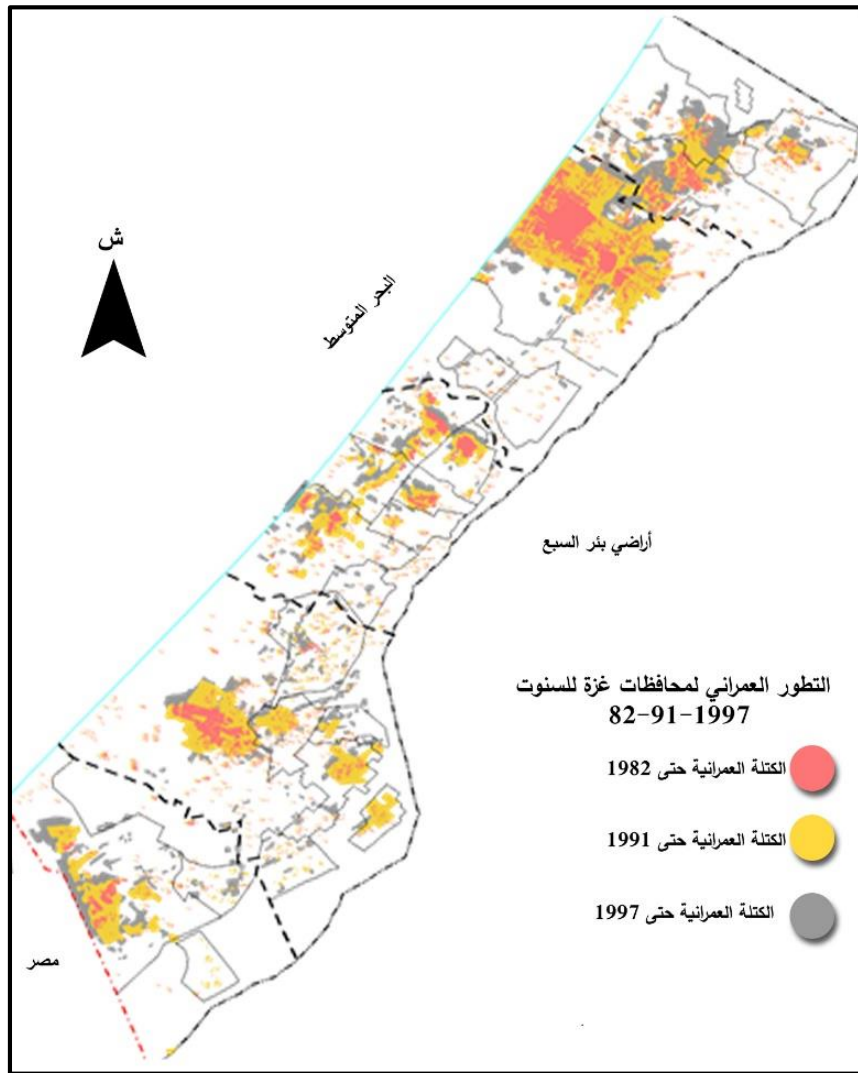 ش
البحر المتوسط
أراضي بئر السبع
التطور العمراني لمحافظات غزة للسنوت
82-91-1997
الكتلة العمرانية حتى 1982
الكتلة العمرانية حتى 1991
الكتلة العمرانية حتى 1997
مصر